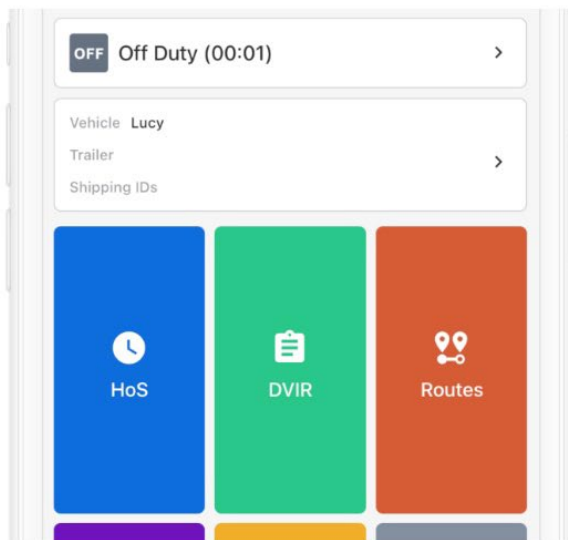 OFF Off Duty (00:01)
Vehicle Lucy
Trailer
Shipping IDs
HoS DVIR Routes